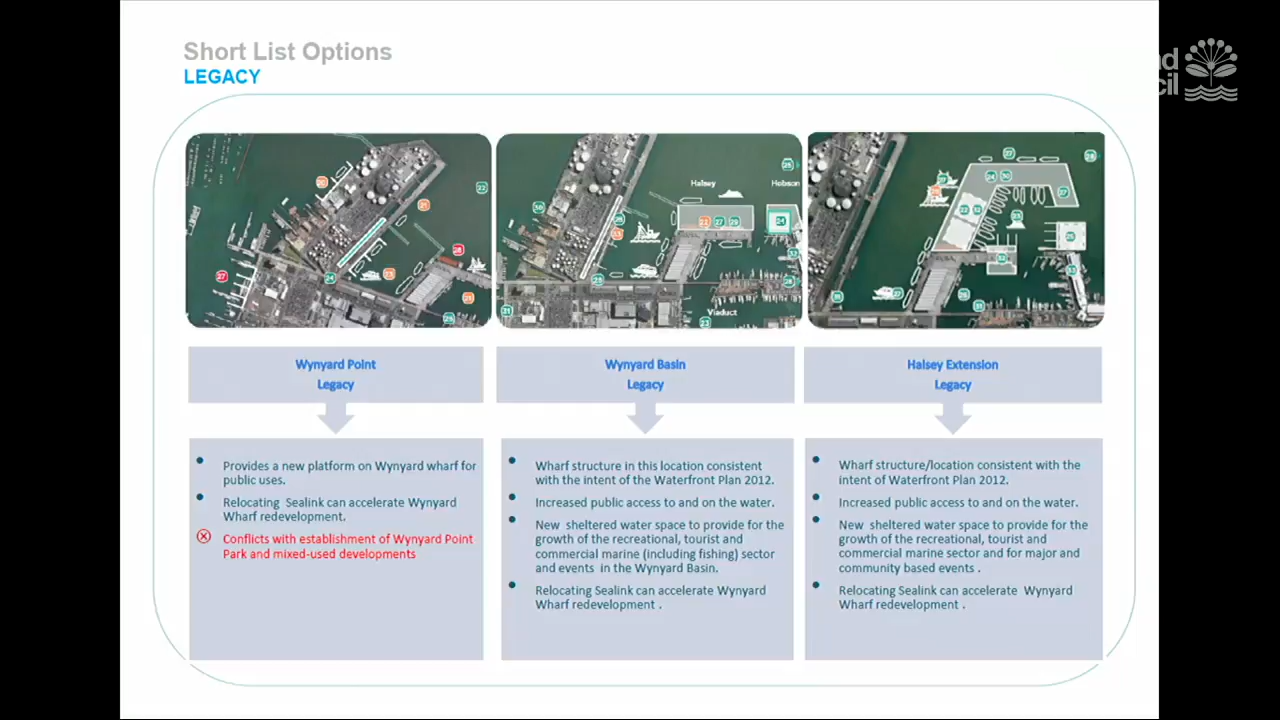 Short List Options
LEGACY
nd
cil
Halsey
Hobson
Viaduct
Wynyard Point
Legacy
Wynyard Basin
Legacy
Halsey Extension
Legacy
Provides a new platform on Wynyard wharf for
public uses.
Relocating Sealink can accelerate Wynyard
Wharf redevelopment.
Conflicts with establishment of Wynyard Point
Park and mixed-used developments
Wharf structure in this location consistent
with the intent of the Waterfront Plan 2012.
Increased public access to and on the water.
New sheltered water space to provide for the
growth of the recreational, tourist and
commercial marine (including fishing) sector
and events in the Wynyard Basin.
Relocating Sealink can accelerate Wynyard
Wharf redevelopment .
Wharf structure/location consistent with the
intent of Waterfront Plan 2012.
Increased public access to and on the water.
New sheltered water space to provide for the
growth of the recreational, tourist and
commercial marine sector and for major and
community based events .
Relocating Sealink can accelerate Wynyard
Wharf redevelopment .